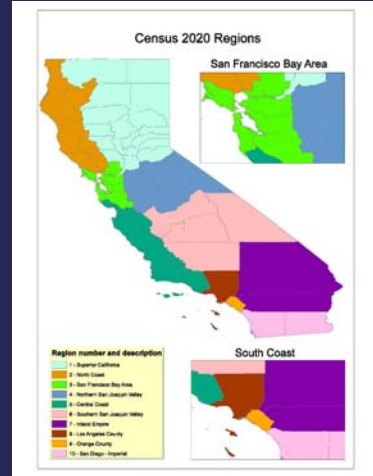 Census 2020 Regions
San Francisco Bay Area
South Coast
Region number and description
1 - Superior California
2 - North Coast
3 - San Francisco Bay Area
4 - Northern San Joaquin Valley
5 - Central Coast
6 - Southern San Joaquin Valley
7 - Inland Empire
8 - Los Angeles County
9 - Orange County
10 - San Diego - Imperial